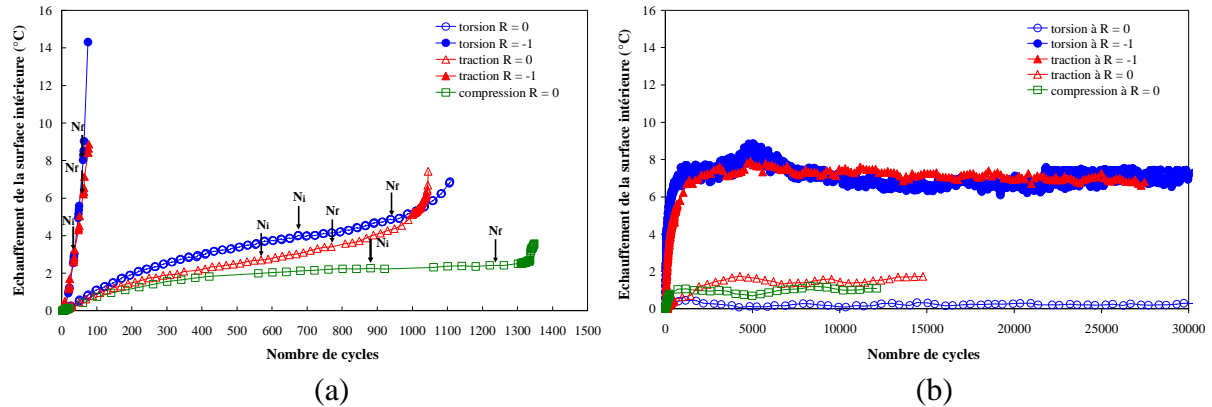 Echauffement de la surface intérieure (°C)
16
14
12
10
8
6
4
2
0
torsion R = 0
torsion R = -1
traction R = 0
traction R = -1
compression R = 0
Nf
Nf
Ni
Ni
Ni
Nf
Nf
Ni
Nf
0 100 200 300 400 500 600 700 800 900 1000 1100 1200 1300 1400 1500
Nombre de cycles
(a)
Echauffement de la surface intérieure (°C)
16
14
12
10
8
6
4
2
0
torsion à R = 0
torsion à R = -1
traction à R = -1
traction à R = 0
compression à R = 0
0 5000 10000 15000 20000 25000 30000
Nombre de cycles
(b)